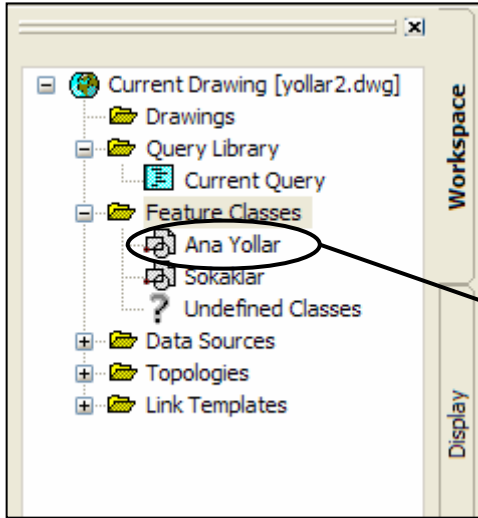 Current Drawing [yollar2.dwg]
Drawings
Query Library
Current Query
Feature Classes
Ana Yollar
Sokaklar
Undefined Classes
Data Sources
Topologies
Link Templates
Workspace
Display